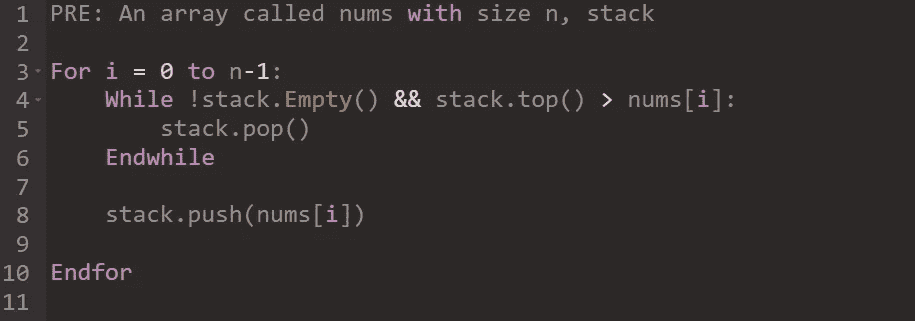 1 PRE: An array called nums with size n, stack
2
3 For i = 0 to n-1:
4 While !stack.Empty() && stack.top() > nums[i]:
5 stack.pop()
6 Endwhile
7
8 stack.push(nums[i])
9
10 Endfor
11